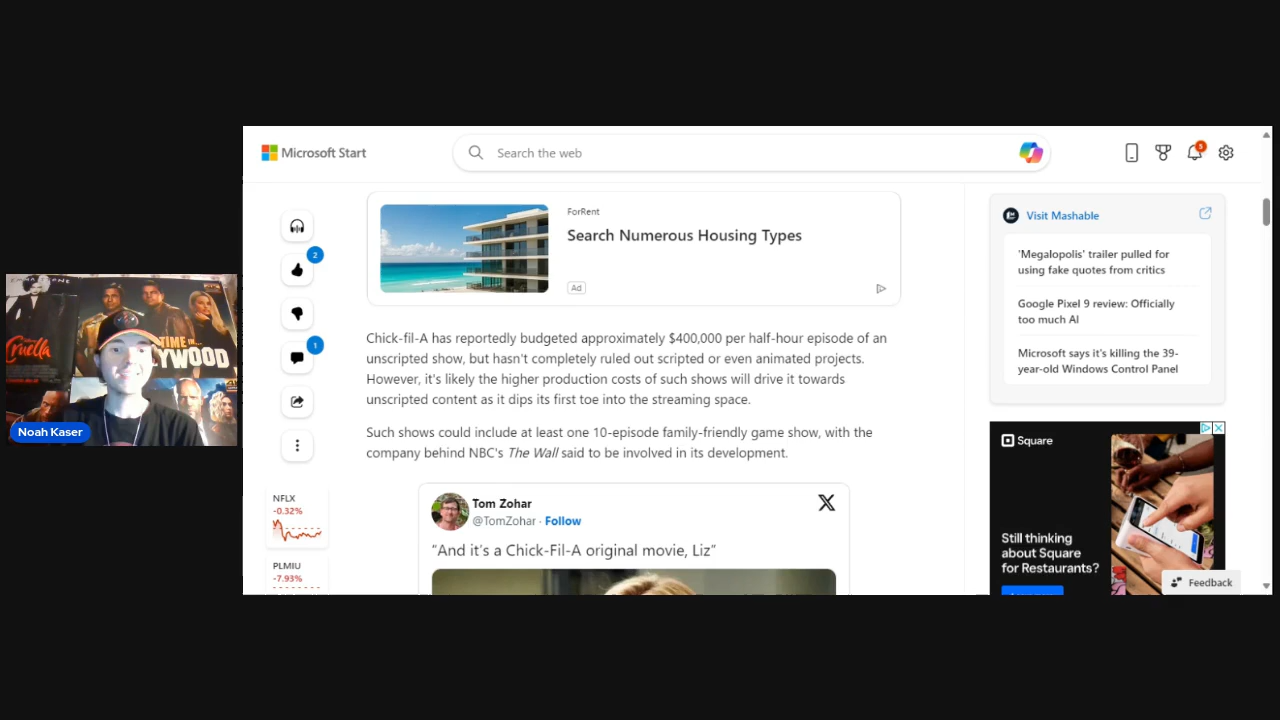 Microsoft Start
Search the web
5
ForRent
Search Numerous Housing Types
Ad
2
1
Chick-fil-A has reportedly budgeted approximately $400,000 per half-hour episode of an
unscripted show, but hasn't completely ruled out scripted or even animated projects.
However, it's likely the higher production costs of such shows will drive it towards
unscripted content as it dips its first toe into the streaming space.
Such shows could include at least one 10-episode family-friendly game show, with the
company behind NBC's The Wall said to be involved in its development.
Tom Zohar
@TomZohar · Follow
“And it’s a Chick-Fil-A original movie, Liz”
NFLX
-0.32%
PLMIU
-7.93%
Visit Mashable
'Megalopolis' trailer pulled for
using fake quotes from critics
Google Pixel 9 review: Officially
too much AI
Microsoft says it's killing the 39-
year-old Windows Control Panel
Square
Still thinking
about Square
for Restaurants?
Feedback
Cruella
TIME IN...
YWOOD
Noah Kaser